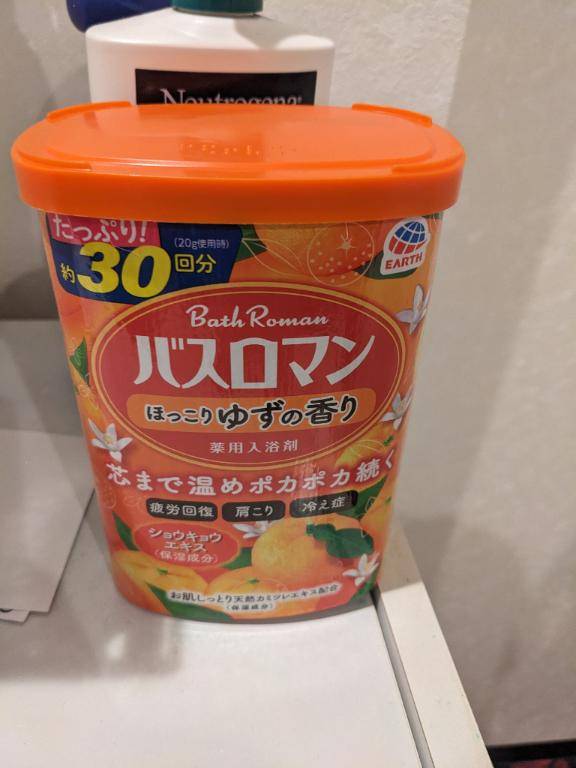 Neutrogena
たっぷり!
(20g使用時)
約30回分
EARTH
Bath Roman
バスロマン
ほっこりゆずの香り
薬用入浴剤
芯まで温めポカポカ続く
疲労回復 肩こり 冷え症
ショウキョウ
エキス
(保湿成分)
お肌しっとり天然カミツレエキス配合
(保湿成分)